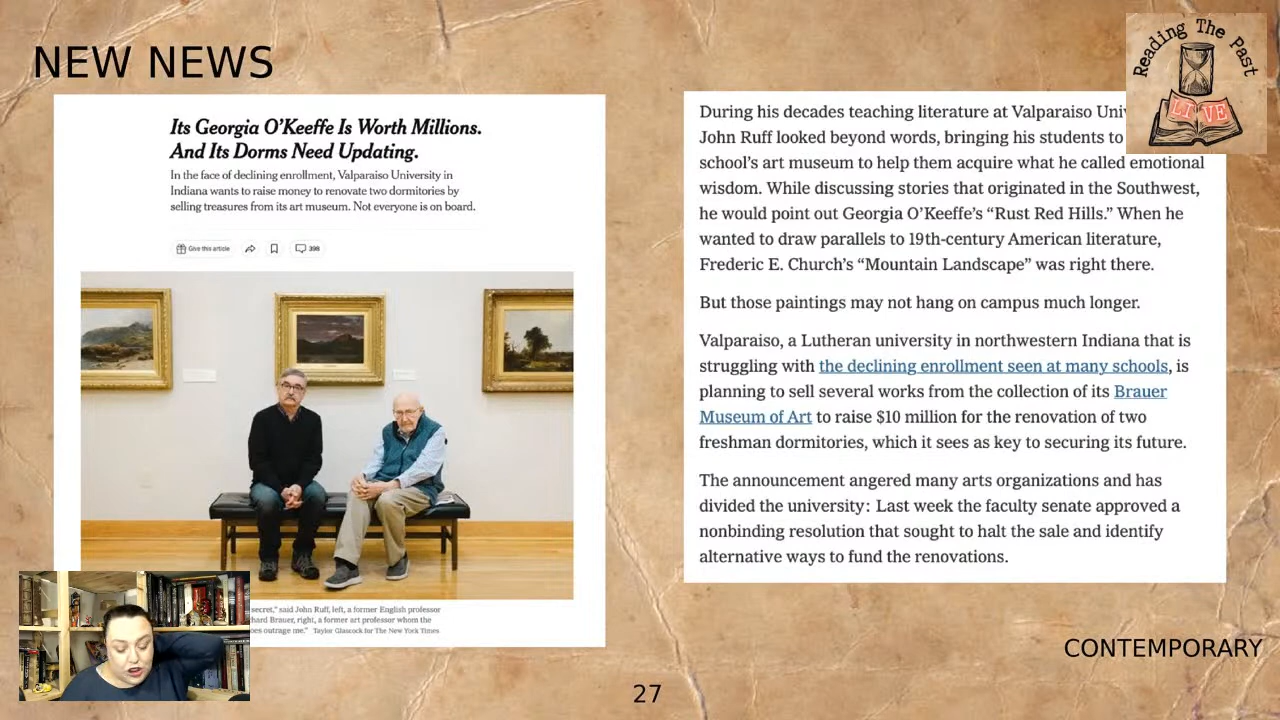 NEW NEWS
Reading The Past
LIVE
Its Georgia O'Keeffe Is Worth Millions.
And Its Dorms Need Updating.
In the face of declining enrollment, Valparaiso University in
Indiana wants to raise money to renovate two dormitories by
selling treasures from its art museum. Not everyone is on board.
Give this article
398
secret," said John Ruff, left, a former English professor
hard Brauer, right, a former art professor whom the
oes outrage me." Taylor Glascock for The New York Times
During his decades teaching literature at Valparaiso Univ
John Ruff looked beyond words, bringing his students to
school's art museum to help them acquire what he called emotional
wisdom. While discussing stories that originated in the Southwest,
he would point out Georgia O'Keeffe's “Rust Red Hills.” When he
wanted to draw parallels to 19th-century American literature,
Frederic E. Church's “Mountain Landscape” was right there.
But those paintings may not hang on campus much longer.
Valparaiso, a Lutheran university in northwestern Indiana that is
struggling with the declining enrollment seen at many schools, is
planning to sell several works from the collection of its Brauer
Museum of Art to raise $10 million for the renovation of two
freshman dormitories, which it sees as key to securing its future.
The announcement angered many arts organizations and has
divided the university: Last week the faculty senate approved a
nonbinding resolution that sought to halt the sale and identify
alternative ways to fund the renovations.
CONTEMPORARY
27